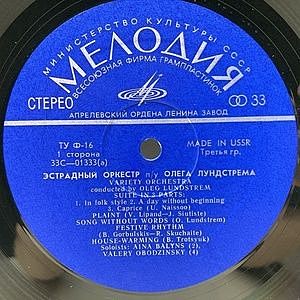 МИНИСТЕРСТВО КУЛЬТУРЫ СССР
МЕЛОДИЯ
ВСЕСОЮЗНАЯ ФИРМА ГРАМПЛАСТИНОК
СТЕРЕО
33
АПРЕЛЕВСКИЙ ОРДЕНА ЛЕНИНА ЗАВОД
ТУ Ф-16
1 сторона
33С—01333(а)
MADE IN USSR
Третья гр.
ЭСТРАДНЫЙ ОРКЕСТР п/у ОЛЕГА ЛУНДСТРЕМА
VARIETY ORCHESTRA
conducted by OLEG LUNDSTREM
SUITE IN 3 PARTS:
1. In folk style 2. A day without beginning
3. Caprice (U. Naissoo)
PLAINT (V. Lipand—J. Siutiste)
SONG WITHOUT WORDS (O. Lundstrem)
FESTIVE RHYTHM
(B. Gorbulskis—R. Skuchaite)
HOUSE-WARMING (B. Trotsyuk)
Soloists: AINA BALYNS (2),
VALERY OBODZINSKY (4)